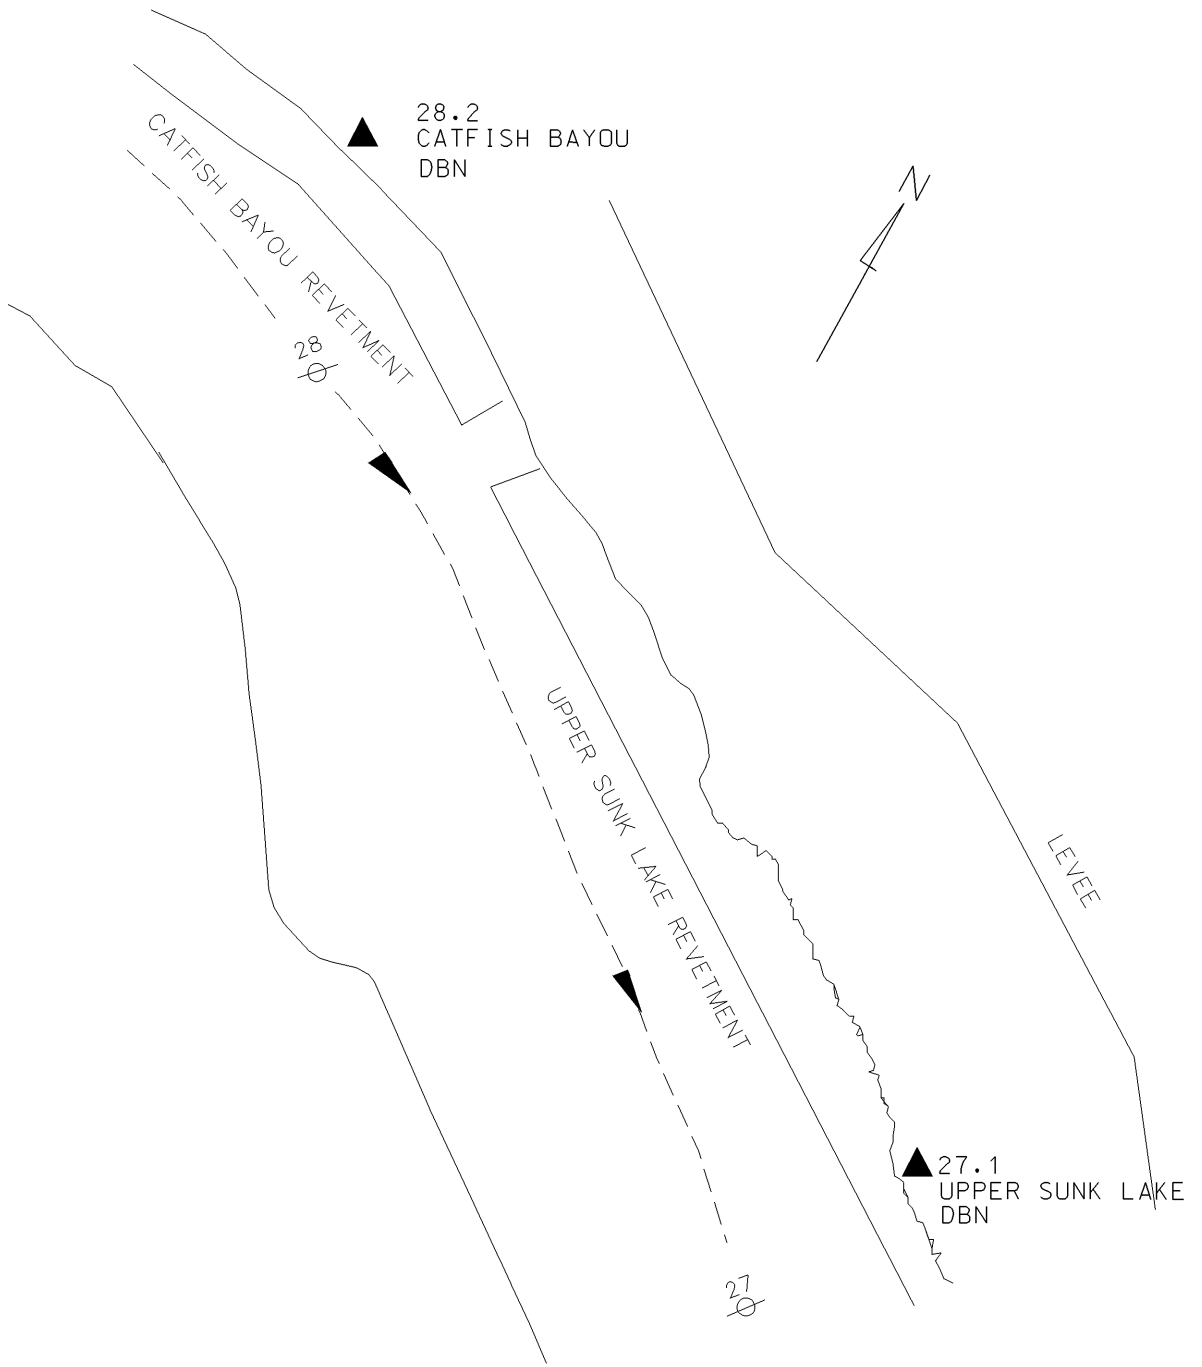 28.2
CATFISH BAYOU
DBN
N
CATFISH BAYOU REVETMENT
28
UPPER SUNK LAKE REVETMENT
LEVEE
27.1
UPPER SUNK LAKE
DBN
27